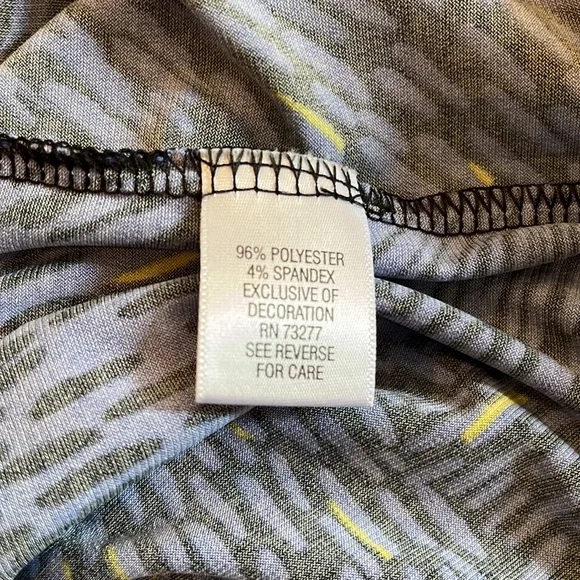 96% POLYESTER
4% SPANDEX
EXCLUSIVE OF
DECORATION
RN 73277
SEE REVERSE
FOR CARE